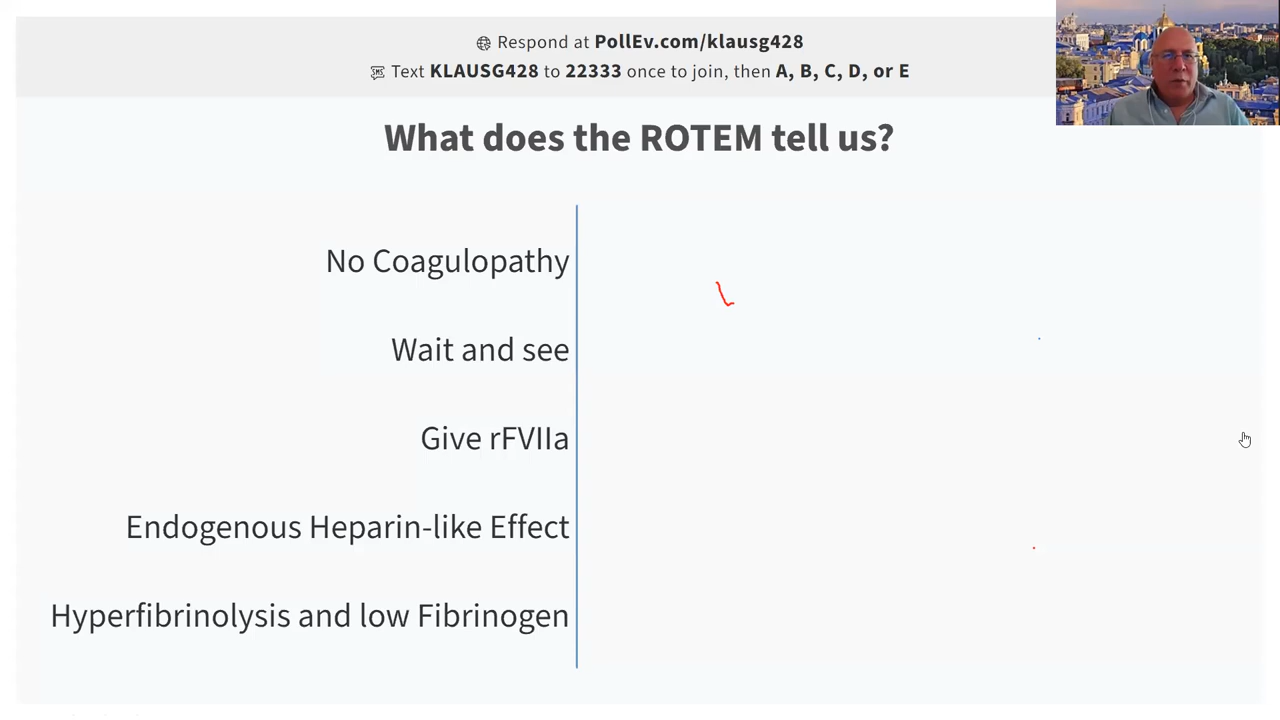 Respond at PollEv.com/klausg428
Text KLAUSG428 to 22333 once to join, then A, B, C, D, or E
What does the ROTEM tell us?
No Coagulopathy
Wait and see
Give rFVIIa
Endogenous Heparin-like Effect
Hyperfibrinolysis and low Fibrinogen